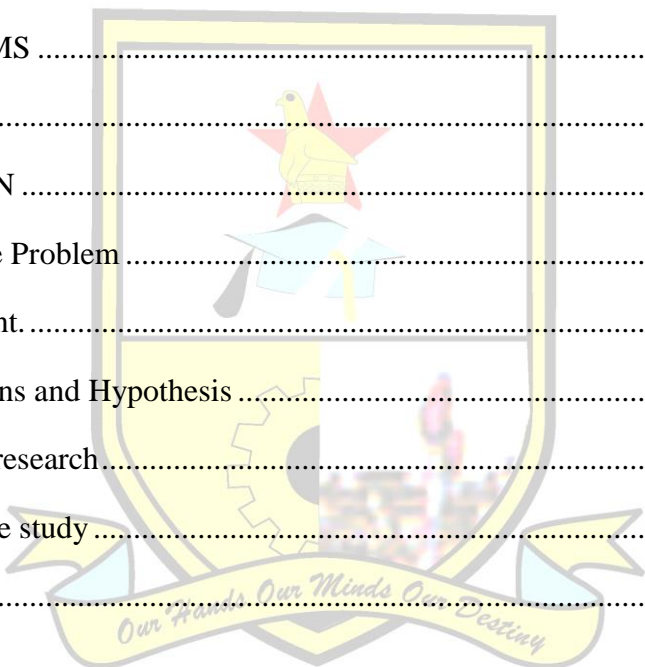 MS ........................................................................
..............................................................................
N ..........................................................................
e Problem ............................................................
nt. .........................................................................
ns and Hypothesis ..............................................
research................................................................
e study .................................................................
..............................................................................
Our Hands Our Minds Our Destiny